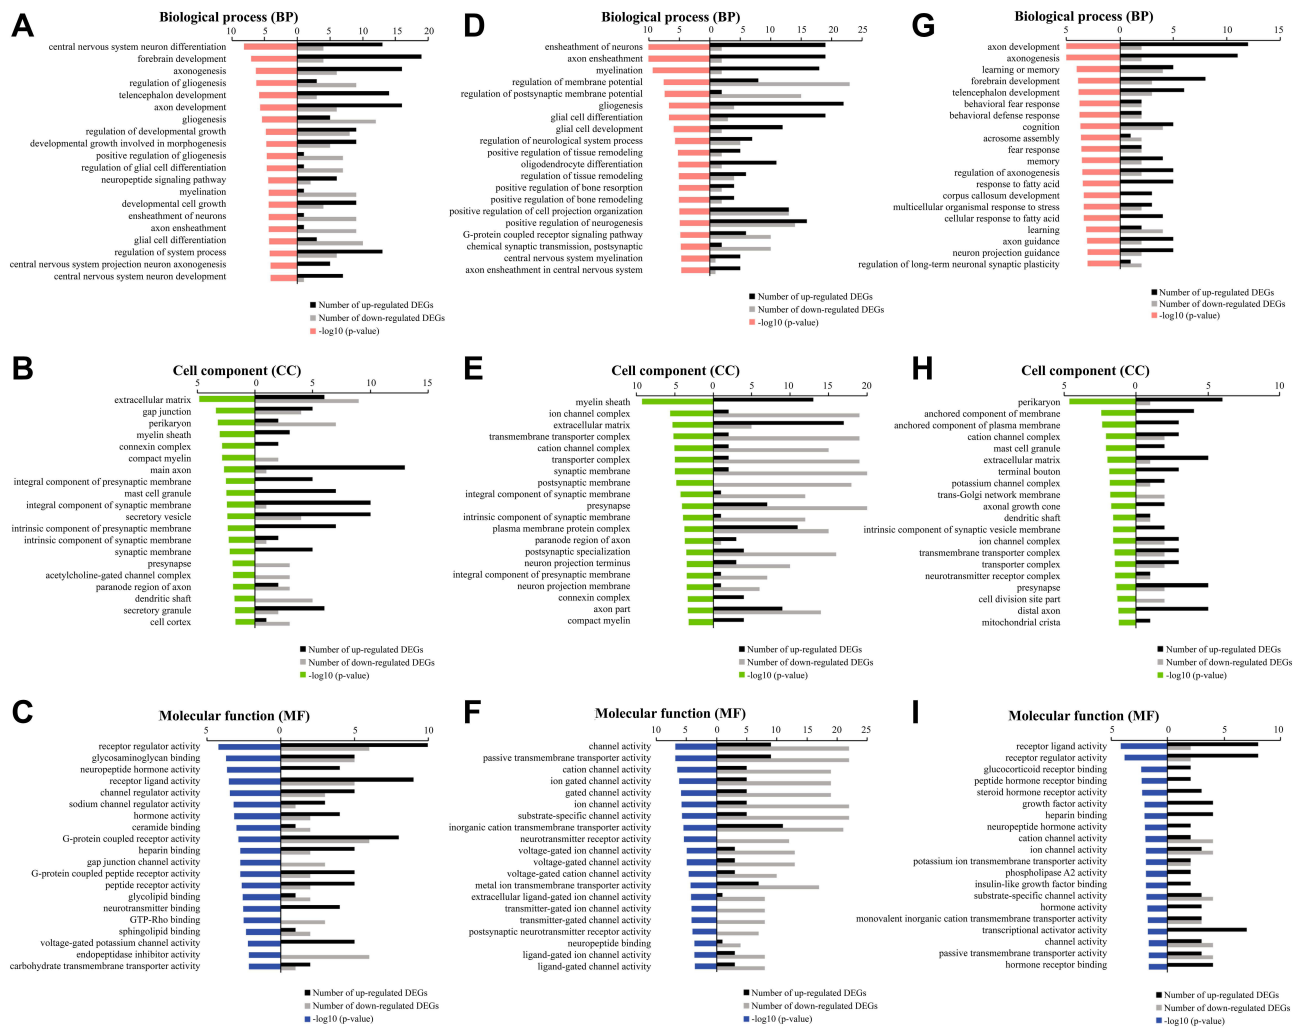 A
Biological process (BP)
10 5 0 5 10 15 20
central nervous system neuron differentiation
forebrain development
axonogenesis
regulation of gliogenesis
telencephalon development
axon development
gliogenesis
regulation of developmental growth
developmental growth involved in morphogenesis
positive regulation of gliogenesis
regulation of glial cell differentiation
neuropeptide signaling pathway
myelination
developmental cell growth
ensheathment of neurons
axon ensheathment
glial cell differentiation
regulation of system process
central nervous system projection neuron axonogenesis
central nervous system neuron development
Number of up-regulated DEGs
Number of down-regulated DEGs
-log10 (p-value)
D
Biological process (BP)
10 5 0 5 10 15 20 25
ensheathment of neurons
axon ensheathment
myelination
regulation of membrane potential
regulation of postsynaptic membrane potential
gliogenesis
glial cell differentiation
glial cell development
regulation of neurological system process
positive regulation of tissue remodeling
oligodendrocyte differentiation
regulation of tissue remodeling
positive regulation of bone resorption
positive regulation of bone remodeling
positive regulation of cell projection organization
positive regulation of neurogenesis
G-protein coupled receptor signaling pathway
chemical synaptic transmission, postsynaptic
central nervous system myelination
axon ensheathment in central nervous system
Number of up-regulated DEGs
Number of down-regulated DEGs
-log10 (p-value)
G
Biological process (BP)
5 0 5 10 15
axon development
axonogenesis
learning or memory
forebrain development
telencephalon development
behavioral fear response
behavioral defense response
cognition
acrosome assembly
fear response
memory
regulation of axonogenesis
response to fatty acid
corpus callosum development
multicellular organismal response to stress
cellular response to fatty acid
learning
axon guidance
neuron projection guidance
regulation of long-term neuronal synaptic plasticity
Number of up-regulated DEGs
Number of down-regulated DEGs
-log10 (p-value)
B
Cell component (CC)
5 0 5 10 15
extracellular matrix
gap junction
perikaryon
myelin sheath
connexin complex
compact myelin
main axon
integral component of presynaptic membrane
mast cell granule
integral component of synaptic membrane
secretory vesicle
intrinsic component of presynaptic membrane
intrinsic component of synaptic membrane
synaptic membrane
presynapse
acetylcholine-gated channel complex
paranode region of axon
dendritic shaft
secretory granule
cell cortex
Number of up-regulated DEGs
Number of down-regulated DEGs
-log10 (p-value)
E
Cell component (CC)
10 5 0 5 10 15 20
myelin sheath
ion channel complex
extracellular matrix
transmembrane transporter complex
cation channel complex
transporter complex
synaptic membrane
postsynaptic membrane
integral component of synaptic membrane
presynapse
intrinsic component of synaptic membrane
plasma membrane protein complex
paranode region of axon
postsynaptic specialization
neuron projection terminus
integral component of presynaptic membrane
neuron projection membrane
connexin complex
axon part
compact myelin
Number of up-regulated DEGs
Number of down-regulated DEGs
-log10 (p-value)
H
Cell component (CC)
5 0 5 10
perikaryon
anchored component of membrane
anchored component of plasma membrane
cation channel complex
mast cell granule
extracellular matrix
terminal bouton
potassium channel complex
trans-Golgi network membrane
axonal growth cone
dendritic shaft
intrinsic component of synaptic vesicle membrane
ion channel complex
transmembrane transporter complex
transporter complex
neurotransmitter receptor complex
presynapse
cell division site part
distal axon
mitochondrial crista
Number of up-regulated DEGs
Number of down-regulated DEGs
-log10 (p-value)
C
Molecular function (MF)
5 0 5 10
receptor regulator activity
glycosaminoglycan binding
neuropeptide hormone activity
receptor ligand activity
channel regulator activity
sodium channel regulator activity
hormone activity
ceramide binding
G-protein coupled receptor activity
heparin binding
gap junction channel activity
G-protein coupled peptide receptor activity
peptide receptor activity
glycolipid binding
neurotransmitter binding
GTP-Rho binding
sphingolipid binding
voltage-gated potassium channel activity
endopeptidase inhibitor activity
carbohydrate transmembrane transporter activity
Number of up-regulated DEGs
Number of down-regulated DEGs
-log10 (p-value)
F
Molecular function (MF)
10 5 0 5 10 15 20 25
channel activity
passive transmembrane transporter activity
cation channel activity
ion gated channel activity
gated channel activity
ion channel activity
substrate-specific channel activity
inorganic cation transmembrane transporter activity
neurotransmitter receptor activity
voltage-gated ion channel activity
voltage-gated channel activity
voltage-gated cation channel activity
metal ion transmembrane transporter activity
extracellular ligand-gated ion channel activity
transmitter-gated ion channel activity
transmitter-gated channel activity
postsynaptic neurotransmitter receptor activity
neuropeptide binding
ligand-gated ion channel activity
ligand-gated channel activity
Number of up-regulated DEGs
Number of down-regulated DEGs
-log10 (p-value)
I
Molecular function (MF)
5 0 5 10
receptor ligand activity
receptor regulator activity
glucocorticoid receptor binding
peptide hormone receptor binding
steroid hormone receptor activity
growth factor activity
heparin binding
neuropeptide hormone activity
cation channel activity
ion channel activity
potassium ion transmembrane transporter activity
phospholipase A2 activity
insulin-like growth factor binding
substrate-specific channel activity
hormone activity
monovalent inorganic cation transmembrane transporter activity
transcriptional activator activity
channel activity
passive transmembrane transporter activity
hormone receptor binding
Number of up-regulated DEGs
Number of down-regulated DEGs
-log10 (p-value)